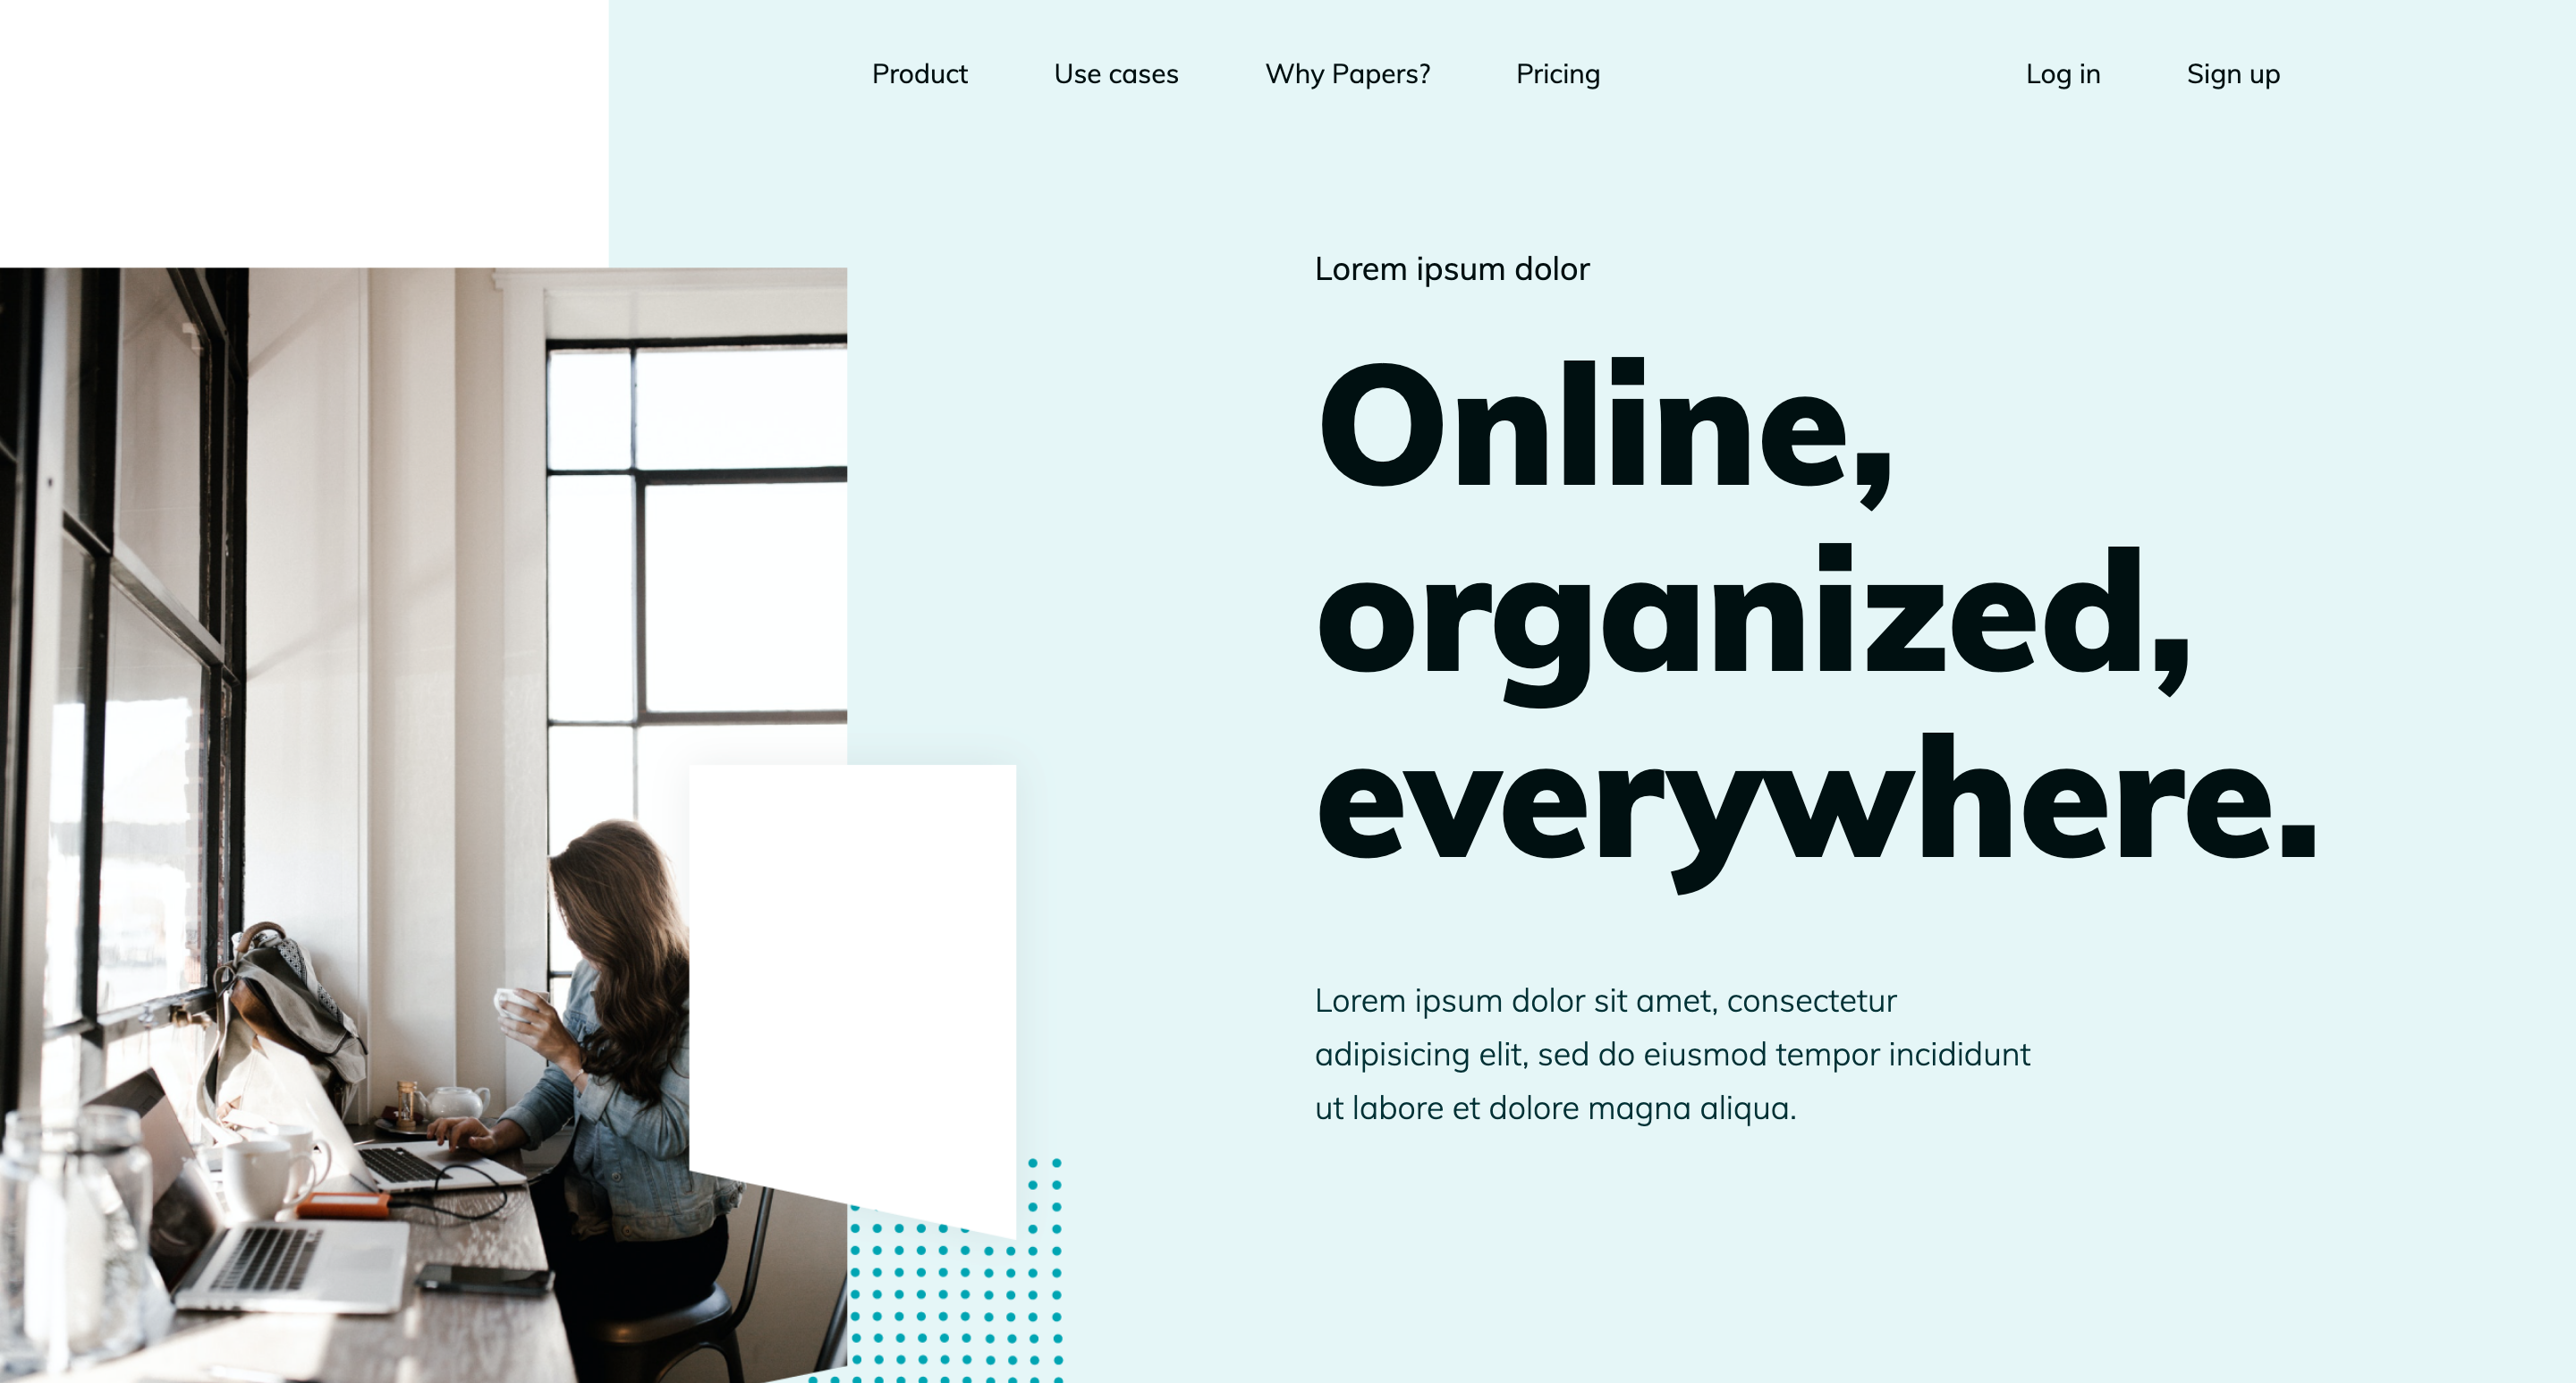 Product Use cases Why Papers? Pricing Log in Sign up
Lorem ipsum dolor
Online,
organized,
everywhere.
Lorem ipsum dolor sit amet, consectetur
adipisicing elit, sed do eiusmod tempor incididunt
ut labore et dolore magna aliqua.